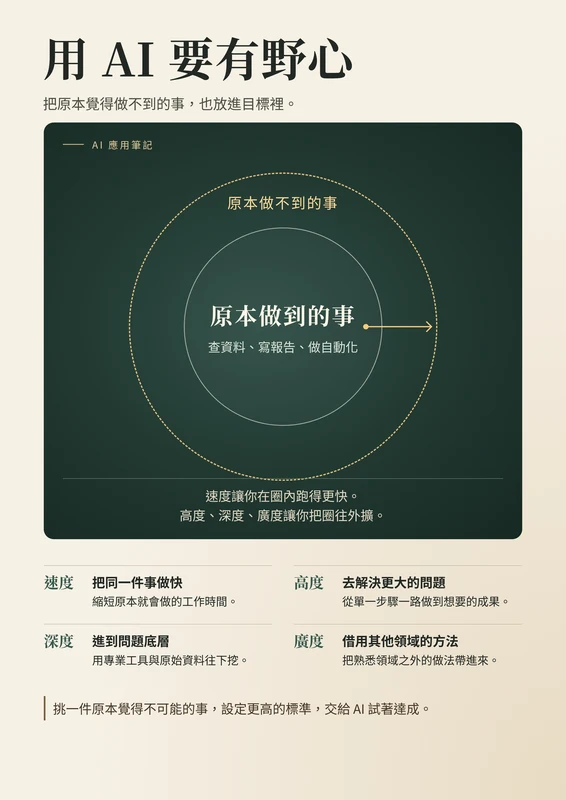 用 AI 要有野心
把原本覺得做不到的事，也放進目標裡。
AI 應用筆記
原本做不到的事
原本做到的事
查資料、寫報告、做自動化
速度讓你在圈內跑得更快。
高度、深度、廣度讓你把圈往外擴。
速度
把同一件事做快
縮短原本就會做的工作時間。
高度
去解決更大的問題
從單一步驟一路做到想要的成果。
深度
進到問題底層
用專業工具與原始資料往下挖。
廣度
借用其他領域的方法
把熟悉領域之外的做法帶進來。
挑一件原本覺得不可能的事，設定更高的標準，交給 AI 試著達成。